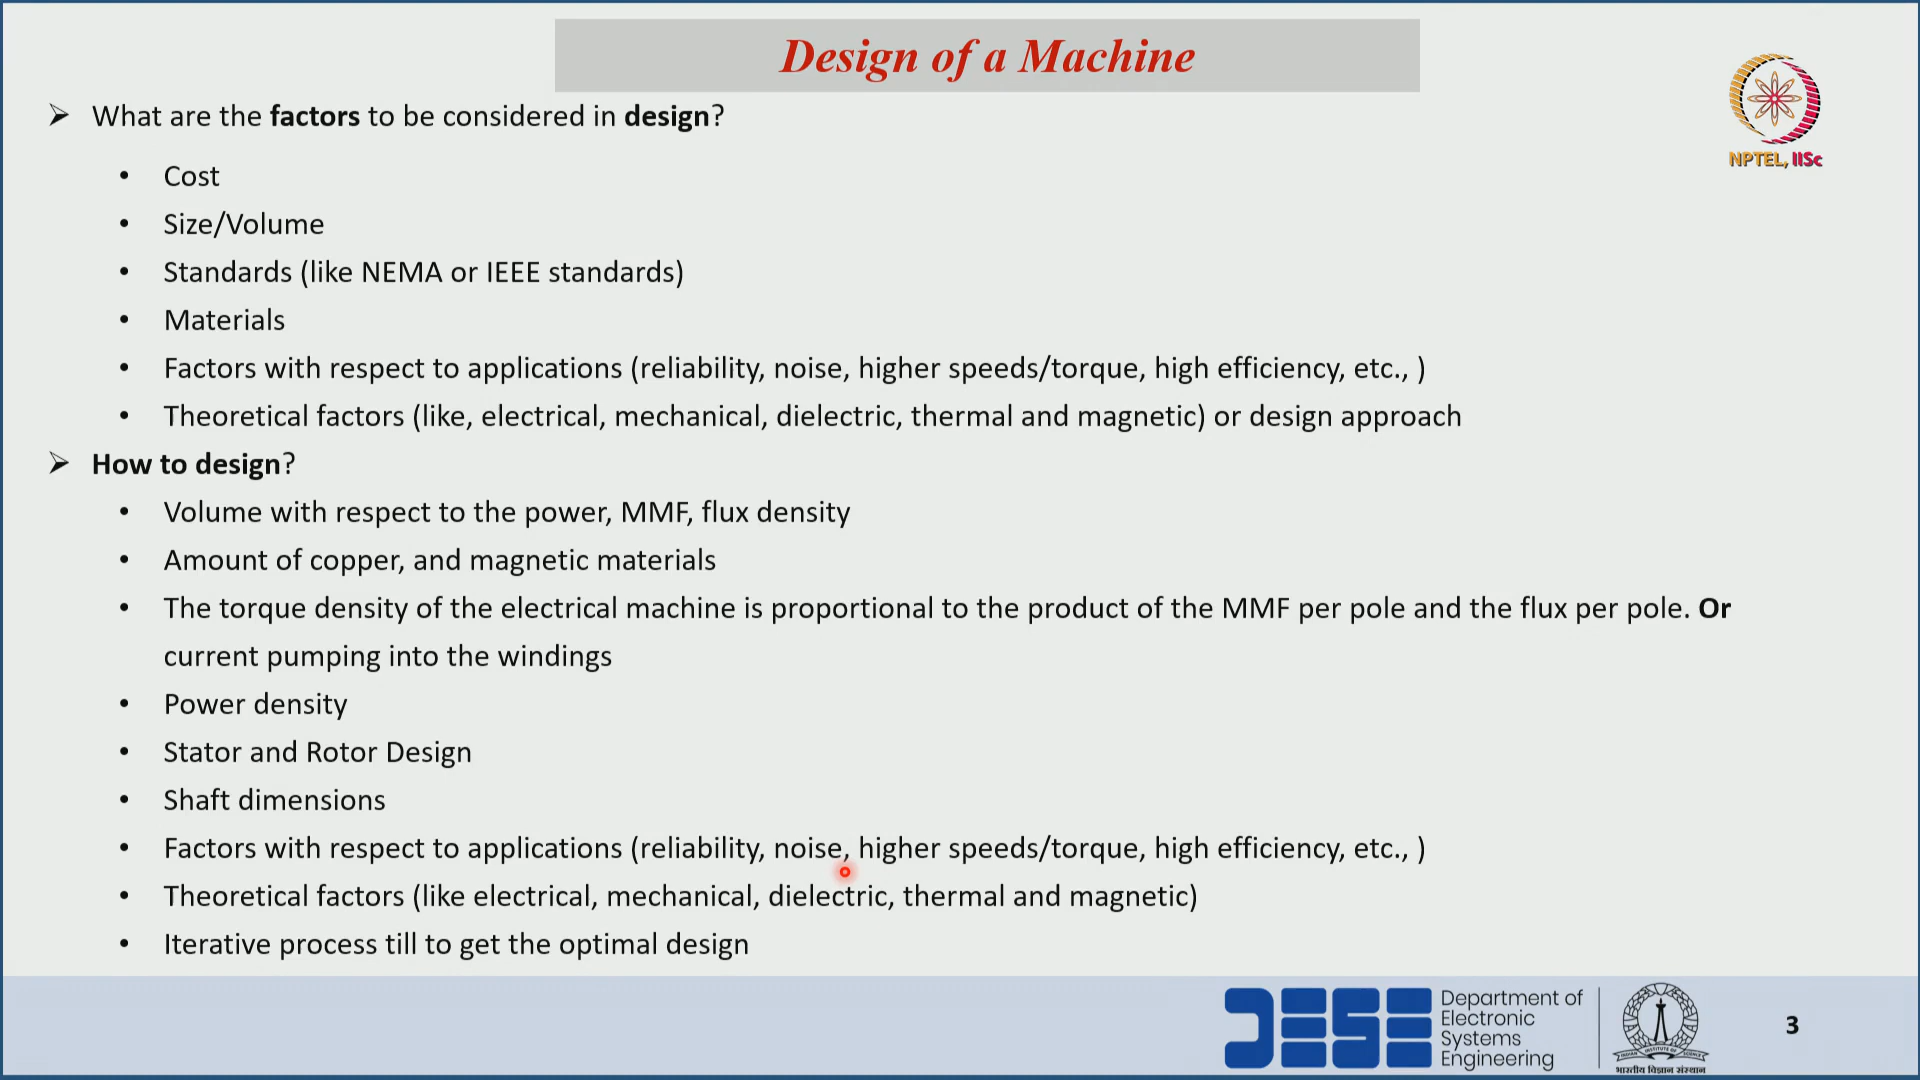 Design of a Machine
NPTEL, IISc
➢ What are the factors to be considered in design?
• Cost
• Size/Volume
• Standards (like NEMA or IEEE standards)
• Materials
• Factors with respect to applications (reliability, noise, higher speeds/torque, high efficiency, etc., )
• Theoretical factors (like, electrical, mechanical, dielectric, thermal and magnetic) or design approach
➢ How to design?
• Volume with respect to the power, MMF, flux density
• Amount of copper, and magnetic materials
• The torque density of the electrical machine is proportional to the product of the MMF per pole and the flux per pole. Or
current pumping into the windings
• Power density
• Stator and Rotor Design
• Shaft dimensions
• Factors with respect to applications (reliability, noise, higher speeds/torque, high efficiency, etc., )
• Theoretical factors (like electrical, mechanical, dielectric, thermal and magnetic)
• Iterative process till to get the optimal design
DESE
Department of
Electronic
Systems
Engineering
INDIAN INSTITUTE OF SCIENCE
भारतीय विज्ञान संस्थान
3